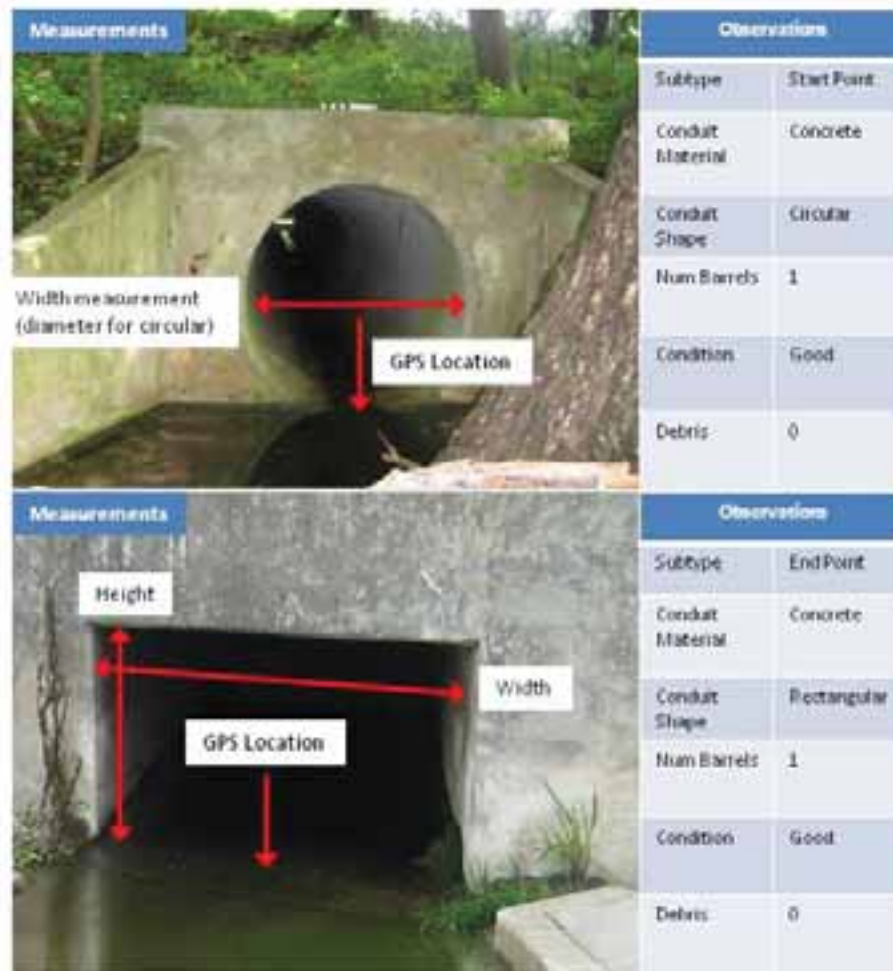 Measurements
Observations
Subtype Start Point
Conduit Material Concrete
Conduit Shape Circular
Num Barrels 1
Condition Good
Debris 0
Width measurement
(diameter for circular)
GPS Location
Measurements
Observations
Subtype End Point
Conduit Material Concrete
Conduit Shape Rectangular
Num Barrels 1
Condition Good
Debris 0
Height
Width
GPS Location